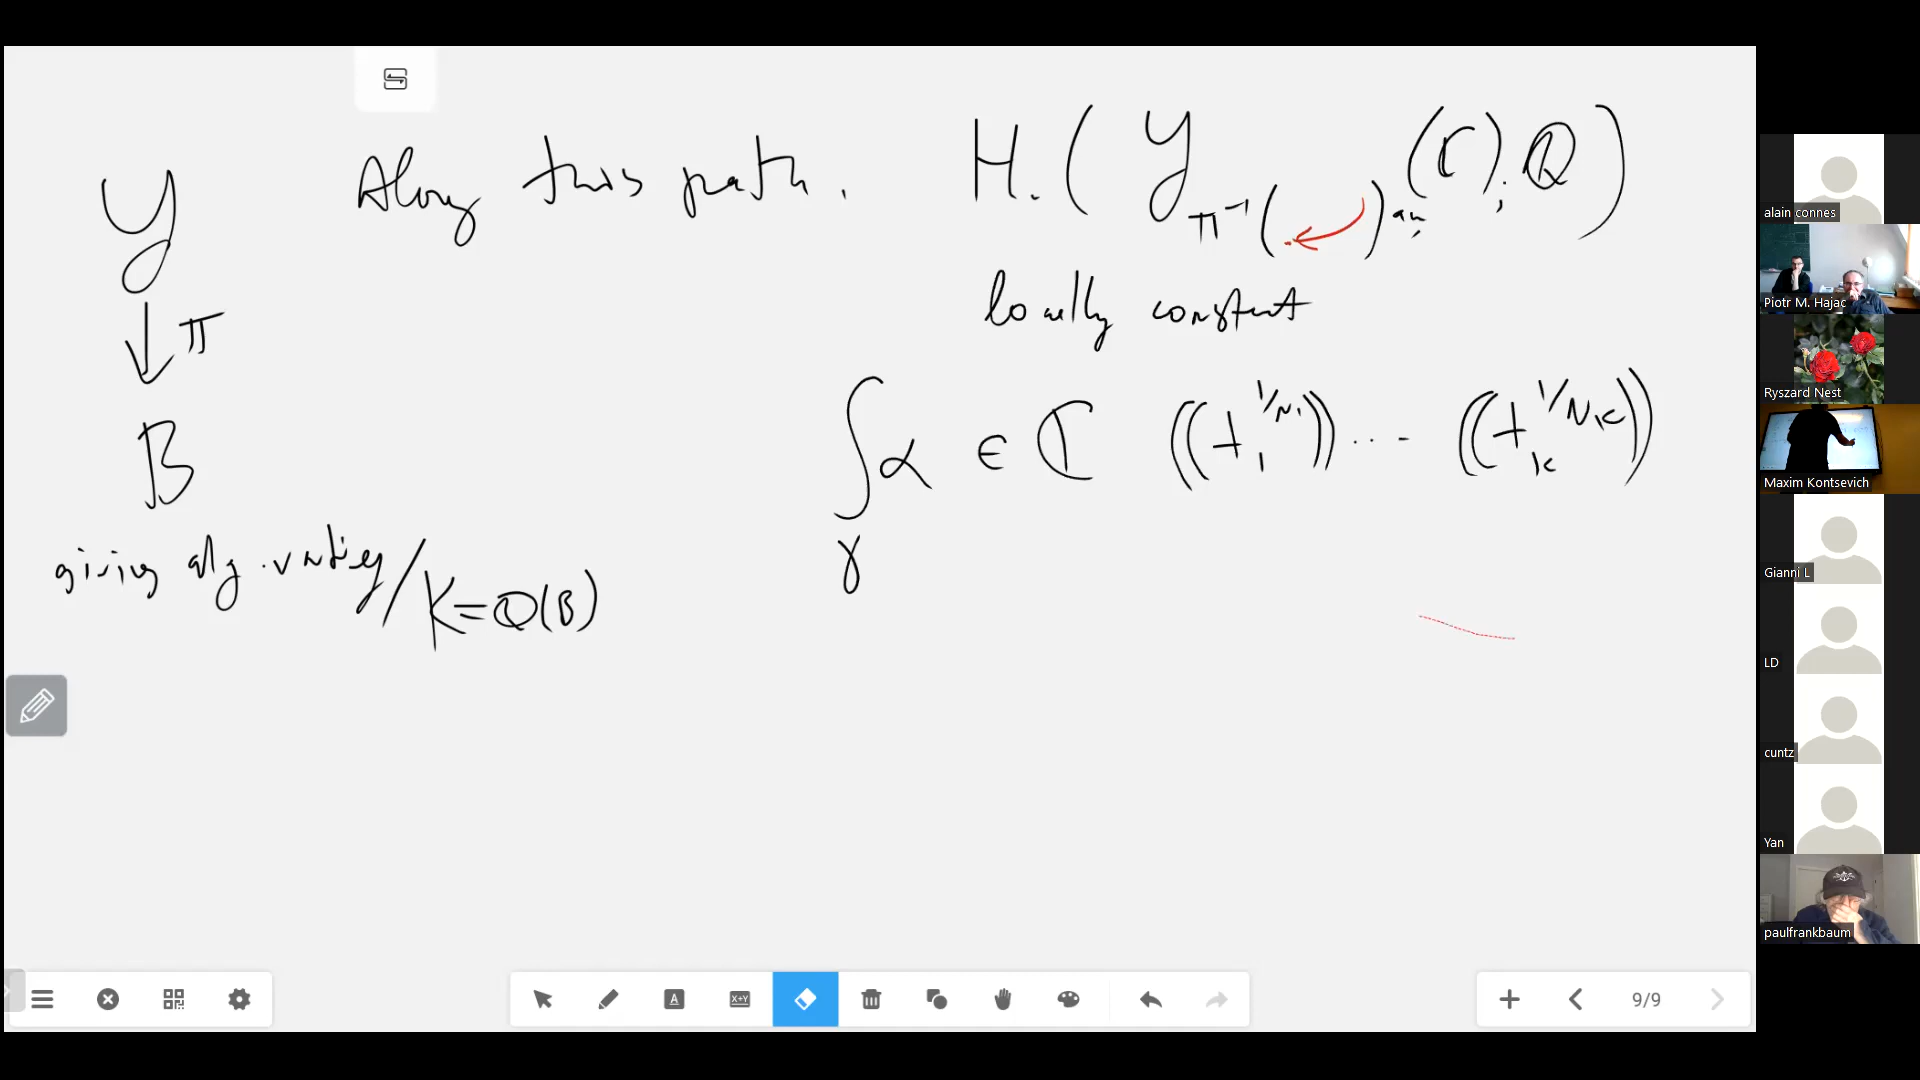 Y Along this path. H.( Y_{π⁻¹( )}^{an} (ℂ); ℚ )
↓ π
locally constant
B
∫_γ α ∈ ℂ ((t_1^{1/N_1})) ... ((t_k^{1/N_k}))
giving alg. variety / K = ℚ(B)
alain connes
Piotr M. Hajac
Ryszard Nest
Maxim Kontsevich
Gianni L
LD
cuntz
Yan
paulfrankbaum
A
X+Y
9/9